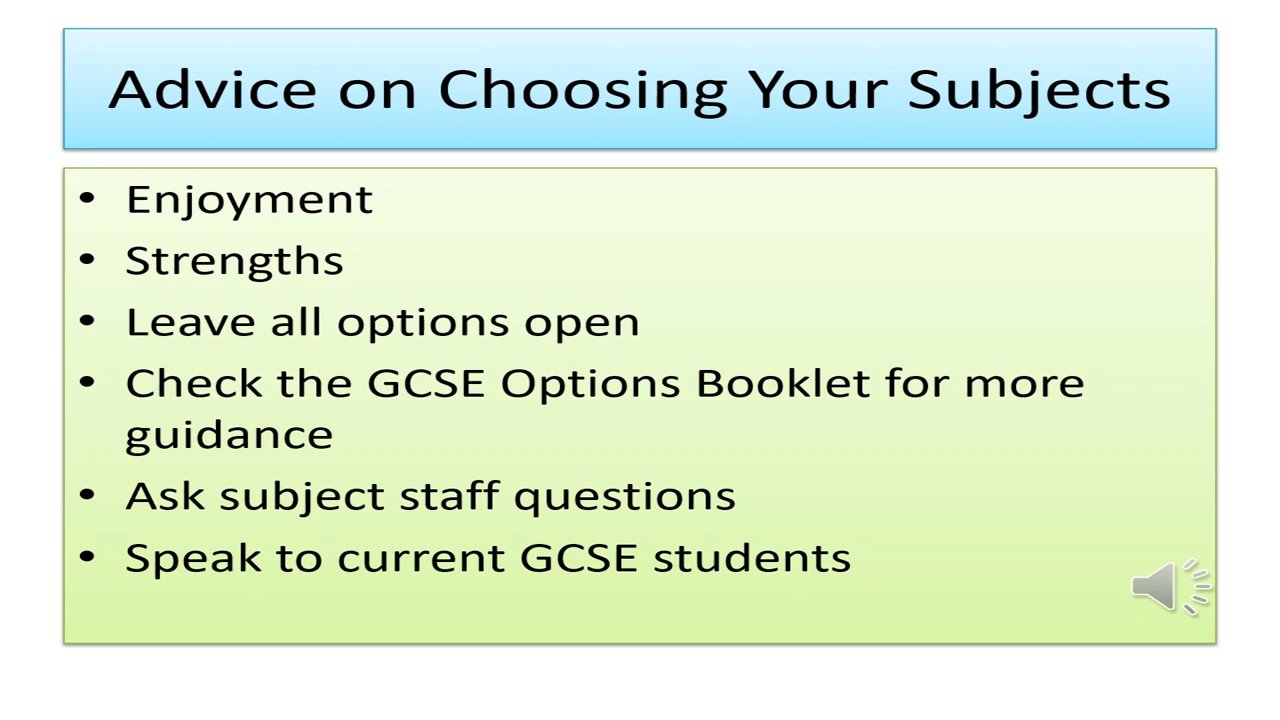 Advice on Choosing Your Subjects
• Enjoyment
• Strengths
• Leave all options open
• Check the GCSE Options Booklet for more
guidance
• Ask subject staff questions
• Speak to current GCSE students